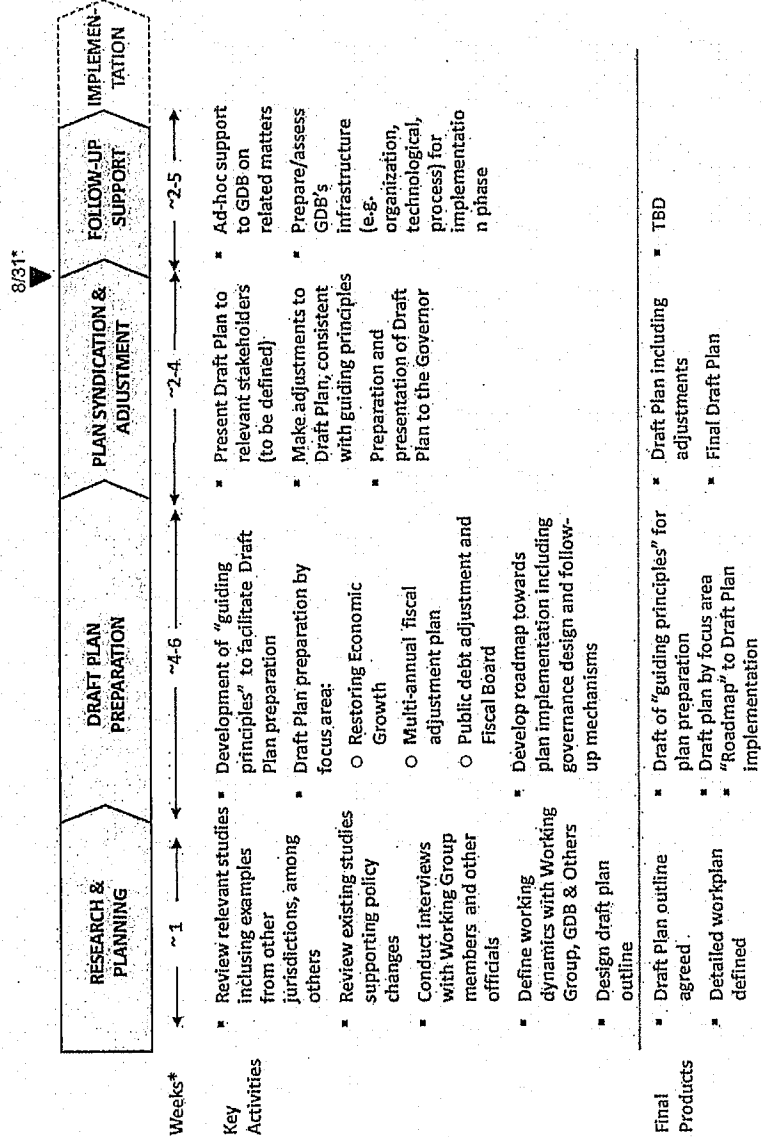 8/31*
RESEARCH &
PLANNING
DRAFT PLAN
PREPARATION
PLAN SYNDICATION &
ADJUSTMENT
FOLLOW-UP
SUPPORT
IMPLEMEN-
TATION
Weeks*
~1
~4-6
~2-4
~2-5
Key
Activities
▪ Review relevant studies
inclusing examples
from other
jurisdictions, among
others
▪ Review existing studies
supporting policy
changes
▪ Conduct interviews
with Working Group
members and other
officials
▪ Define working
dynamics with Working
Group, GDB & Others
▪ Design draft plan
outline
▪ Development of "guiding
principles" to facilitate Draft
Plan preparation
▪ Draft Plan preparation by
focus area:
○ Restoring Economic
Growth
○ Multi-annual fiscal
adjustment plan
○ Public debt adjustment and
Fiscal Board
▪ Develop roadmap towards
plan implementation including
governance design and follow-
up mechanisms
▪ Present Draft Plan to
relevant stakeholders
(to be defined)
▪ Make adjustments to
Draft Plan, consistent
with guiding principles
▪ Preparation and
presentation of Draft
Plan to the Governor
▪ Ad-hoc support
to GDB on
related matters
▪ Prepare/assess
GDB's
infrastructure
(e.g.
organization,
technological,
process) for
implementatio
n phase
Final
Products
▪ Draft Plan outline
agreed
▪ Detailed workplan
defined
▪ Draft of "guiding principles" for
plan preparation
▪ Draft plan by focus area
▪ "Roadmap" to Draft Plan
implementation
▪ Draft Plan including
adjustments
▪ Final Draft Plan
▪ TBD